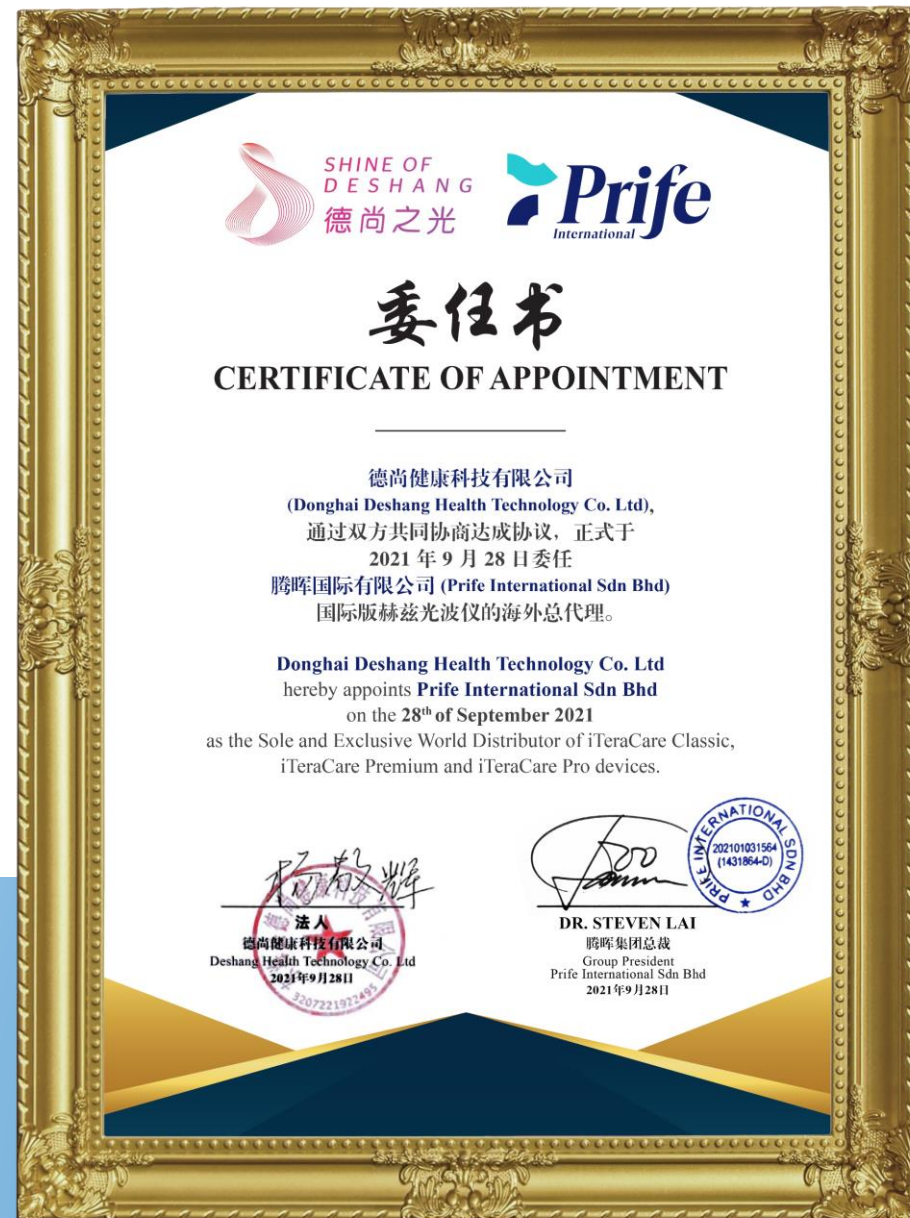 SHINE OF
DESHANG
德尚之光
Prife
International
委任书
CERTIFICATE OF APPOINTMENT
德尚健康科技有限公司
(Donghai Deshang Health Technology Co. Ltd),
通过双方共同协商达成协议，正式于
2021 年 9 月 28 日委任
腾晖国际有限公司 (Prife International Sdn Bhd)
国际版赫兹光波仪的海外总代理。
Donghai Deshang Health Technology Co. Ltd
hereby appoints Prife International Sdn Bhd
on the 28th of September 2021
as the Sole and Exclusive World Distributor of iTeraCare Classic,
iTeraCare Premium and iTeraCare Pro devices.
法人
德尚健康科技有限公司
Deshang Health Technology Co. Ltd
2021年9月28日
3207221922495
PRIFE INTERNATIONAL SDN BHD
202101031564
(1431864-D)
DR. STEVEN LAI
腾晖集团总裁
Group President
Prife International Sdn Bhd
2021年9月28日